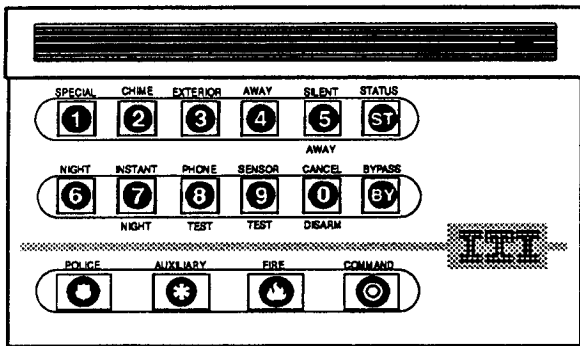 SPECIAL CHIME EXTERIOR AWAY SILENT STATUS
1 2 3 4 5 ST
AWAY
NIGHT INSTANT PHONE SENSOR CANCEL BYPASS
6 7 8 9 0 BY
NIGHT TEST TEST DISARM
ITI
POLICE AUXILIARY FIRE COMMAND